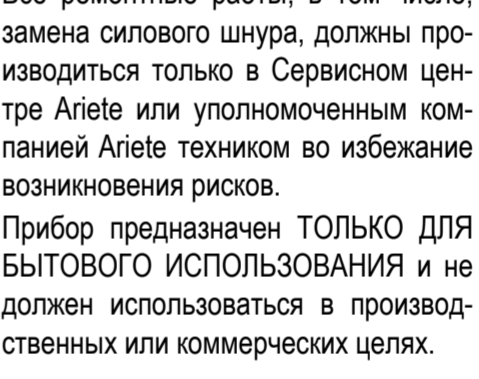 Все ремонтные работы, в том числе,
замена силового шнура, должны про-
изводиться только в Сервисном цен-
тре Ariete или уполномоченным ком-
панией Ariete техником во избежание
возникновения рисков.
Прибор предназначен ТОЛЬКО ДЛЯ
БЫТОВОГО ИСПОЛЬЗОВАНИЯ и не
должен использоваться в производ-
ственных или коммерческих целях.